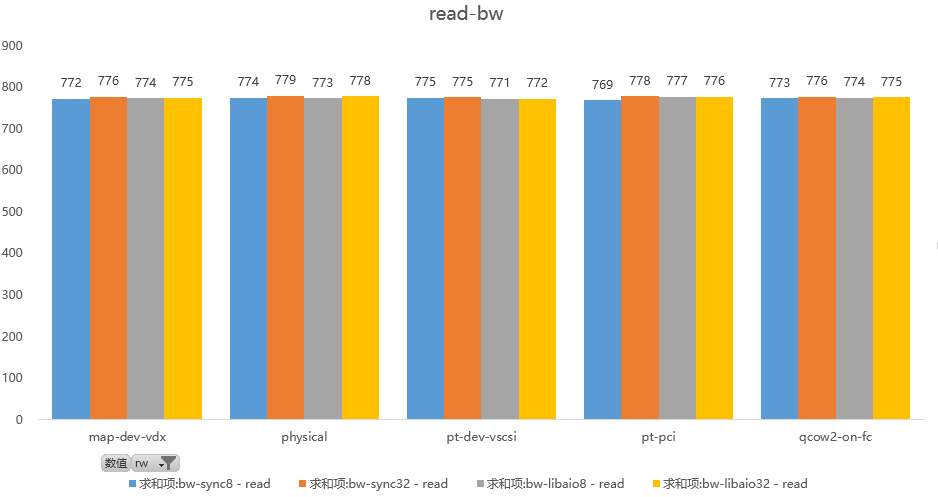 read-bw
900
800
700
600
500
400
300
200
100
0
772 776 774 775
774 779 773 778
775 775 771 772
769 778 777 776
773 776 774 775
map-dev-vdx physical pt-dev-vscsi pt-pci qcow2-on-fc
数值 rw
求和项:bw-sync8 - read 求和项:bw-sync32 - read 求和项:bw-libaio8 - read 求和项:bw-libaio32 - read